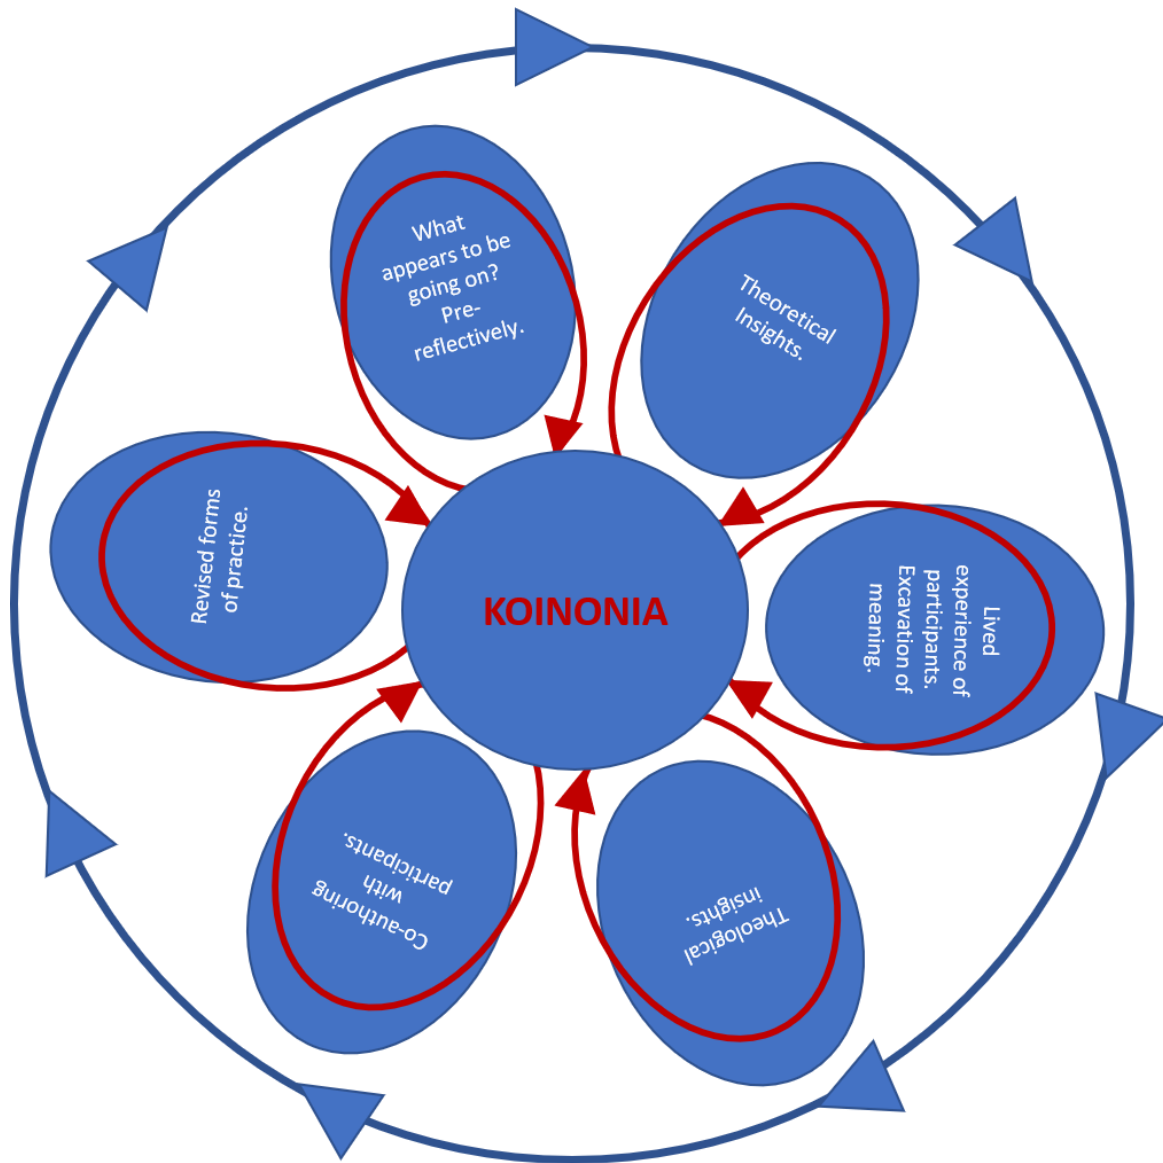 What
appears to be
going on?
Pre-
reflectively.
Theoretical
Insights.
Lived
experience of
participants.
Excavation of
meaning.
Theological
insights.
Co-authoring
with
participants.
Revised forms
of practice.
KOINONIA